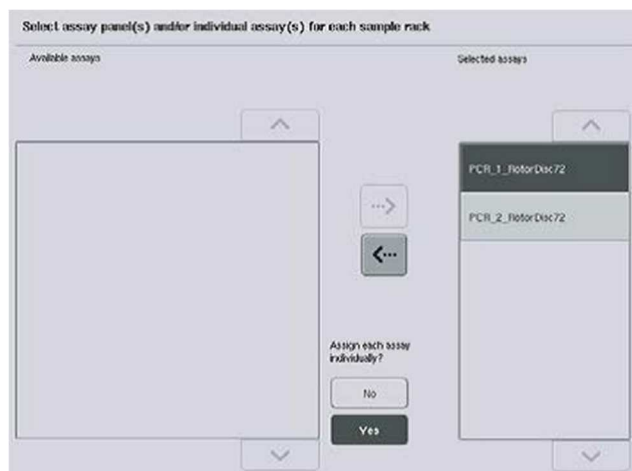 Select assay panel(s) and/or individual assay(s) for each sample rack
Available assays
Selected assays
PCR_1_RotorDisc72
PCR_2_RotorDisc72
Assign each assay
individually?
No
Yes